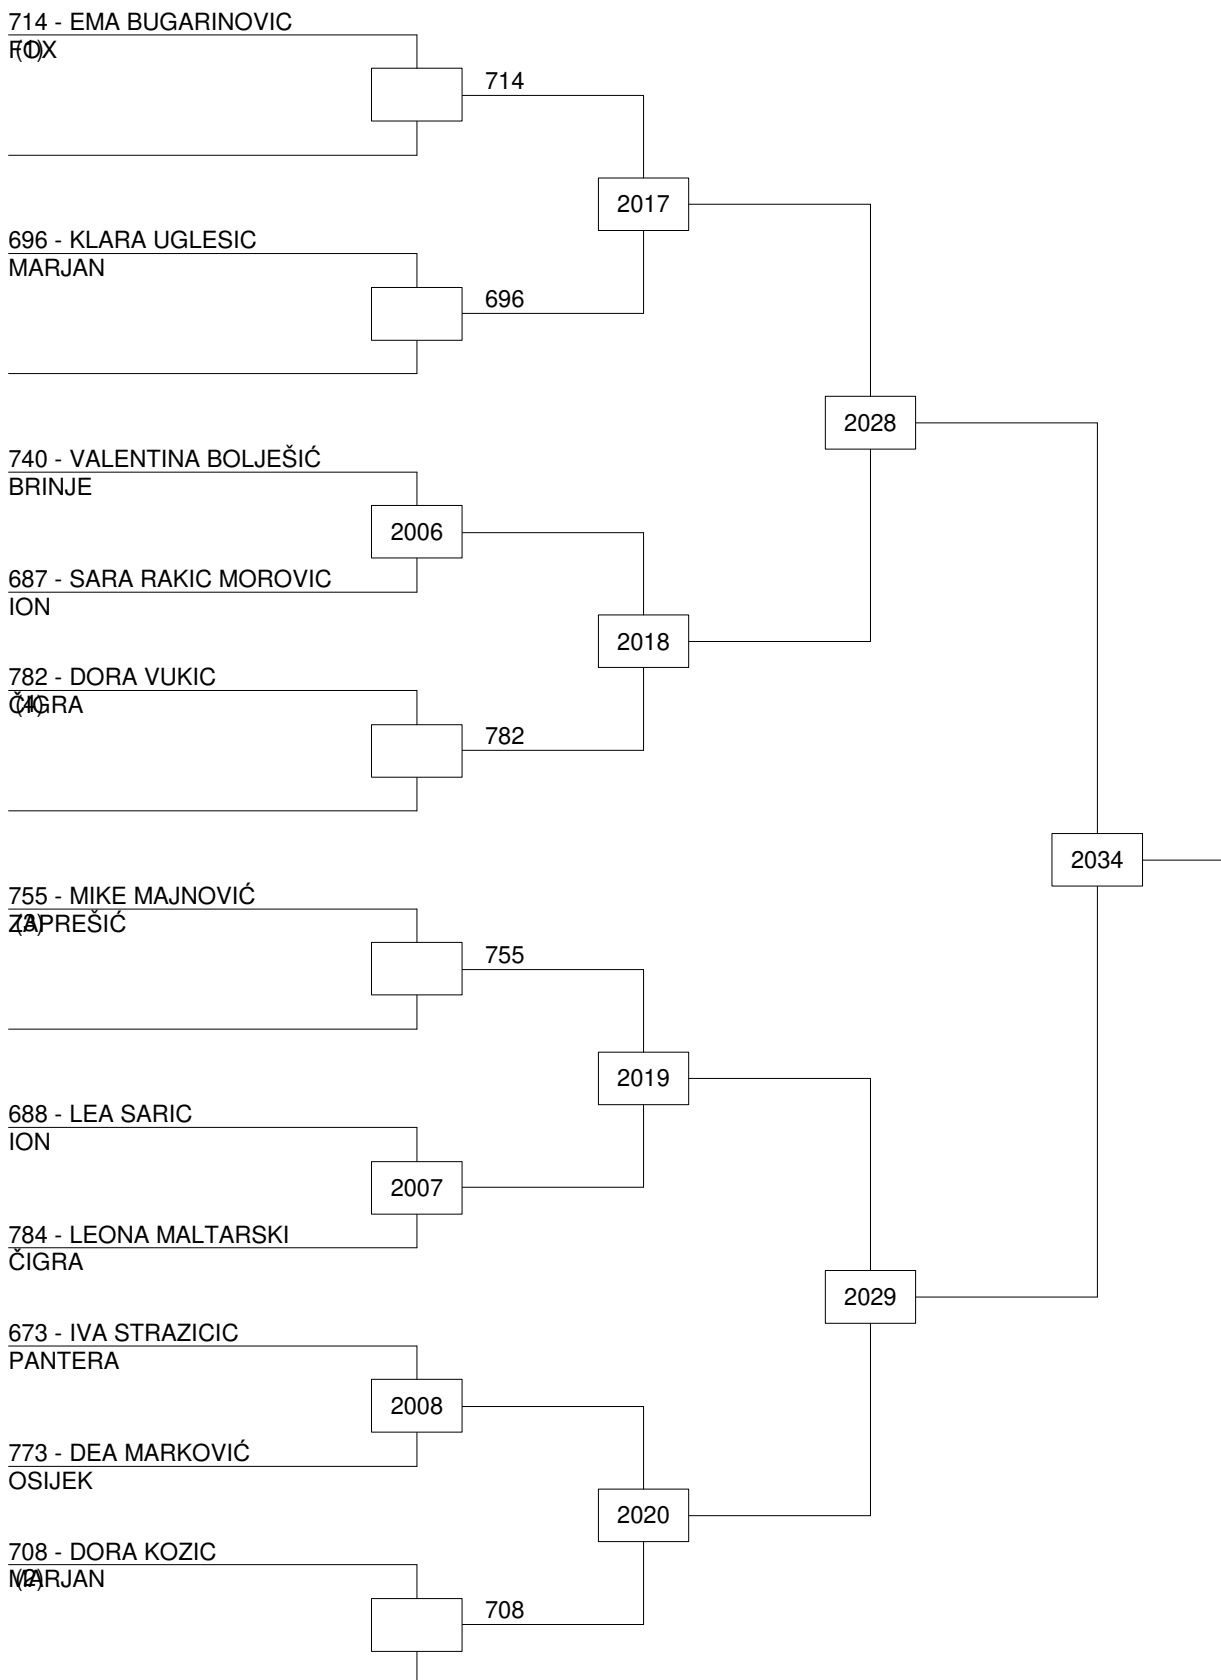 714 - EMA BUGARINOVIC
FOX
(1)
714
2017
696 - KLARA UGLESIC
MARJAN
696
2028
740 - VALENTINA BOLJEŠIĆ
BRINJE
2006
687 - SARA RAKIC MOROVIC
ION
2018
782 - DORA VUKIC
ČIGRA
(4)
782
2034
755 - MIKE MAJNOVIĆ
ZAPREŠIĆ
(3)
755
2019
688 - LEA SARIC
ION
2007
784 - LEONA MALTARSKI
ČIGRA
2029
673 - IVA STRAZICIC
PANTERA
2008
773 - DEA MARKOVIĆ
OSIJEK
2020
708 - DORA KOZIC
MARJAN
(2)
708